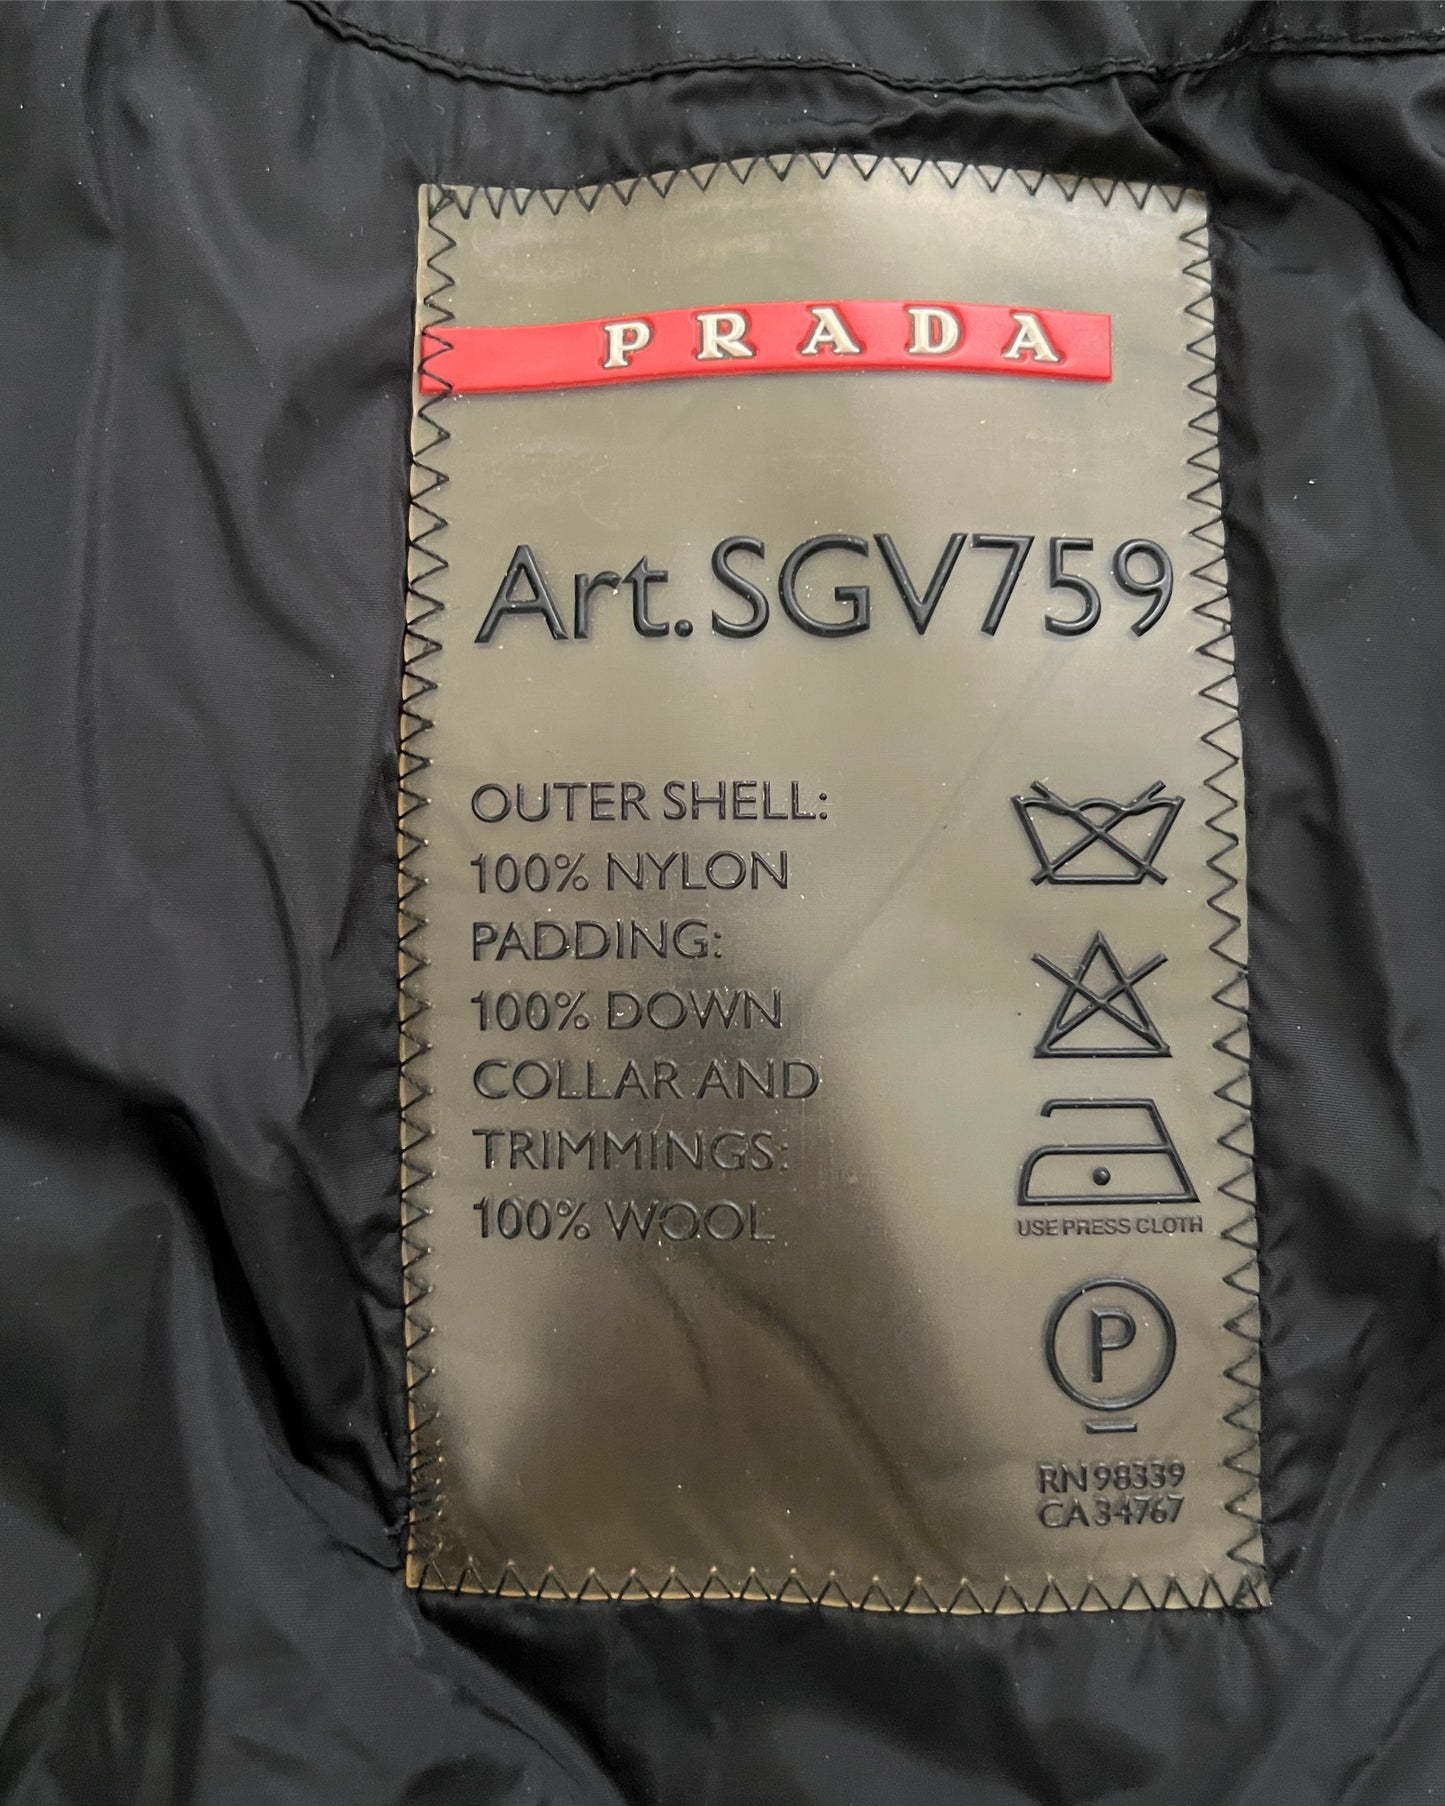 PRADA
Art.SGV759
OUTER SHELL:
100% NYLON
PADDING:
100% DOWN
COLLAR AND
TRIMMINGS:
100% WOOL
USE PRESS CLOTH
P
RN 98339
CA 34767